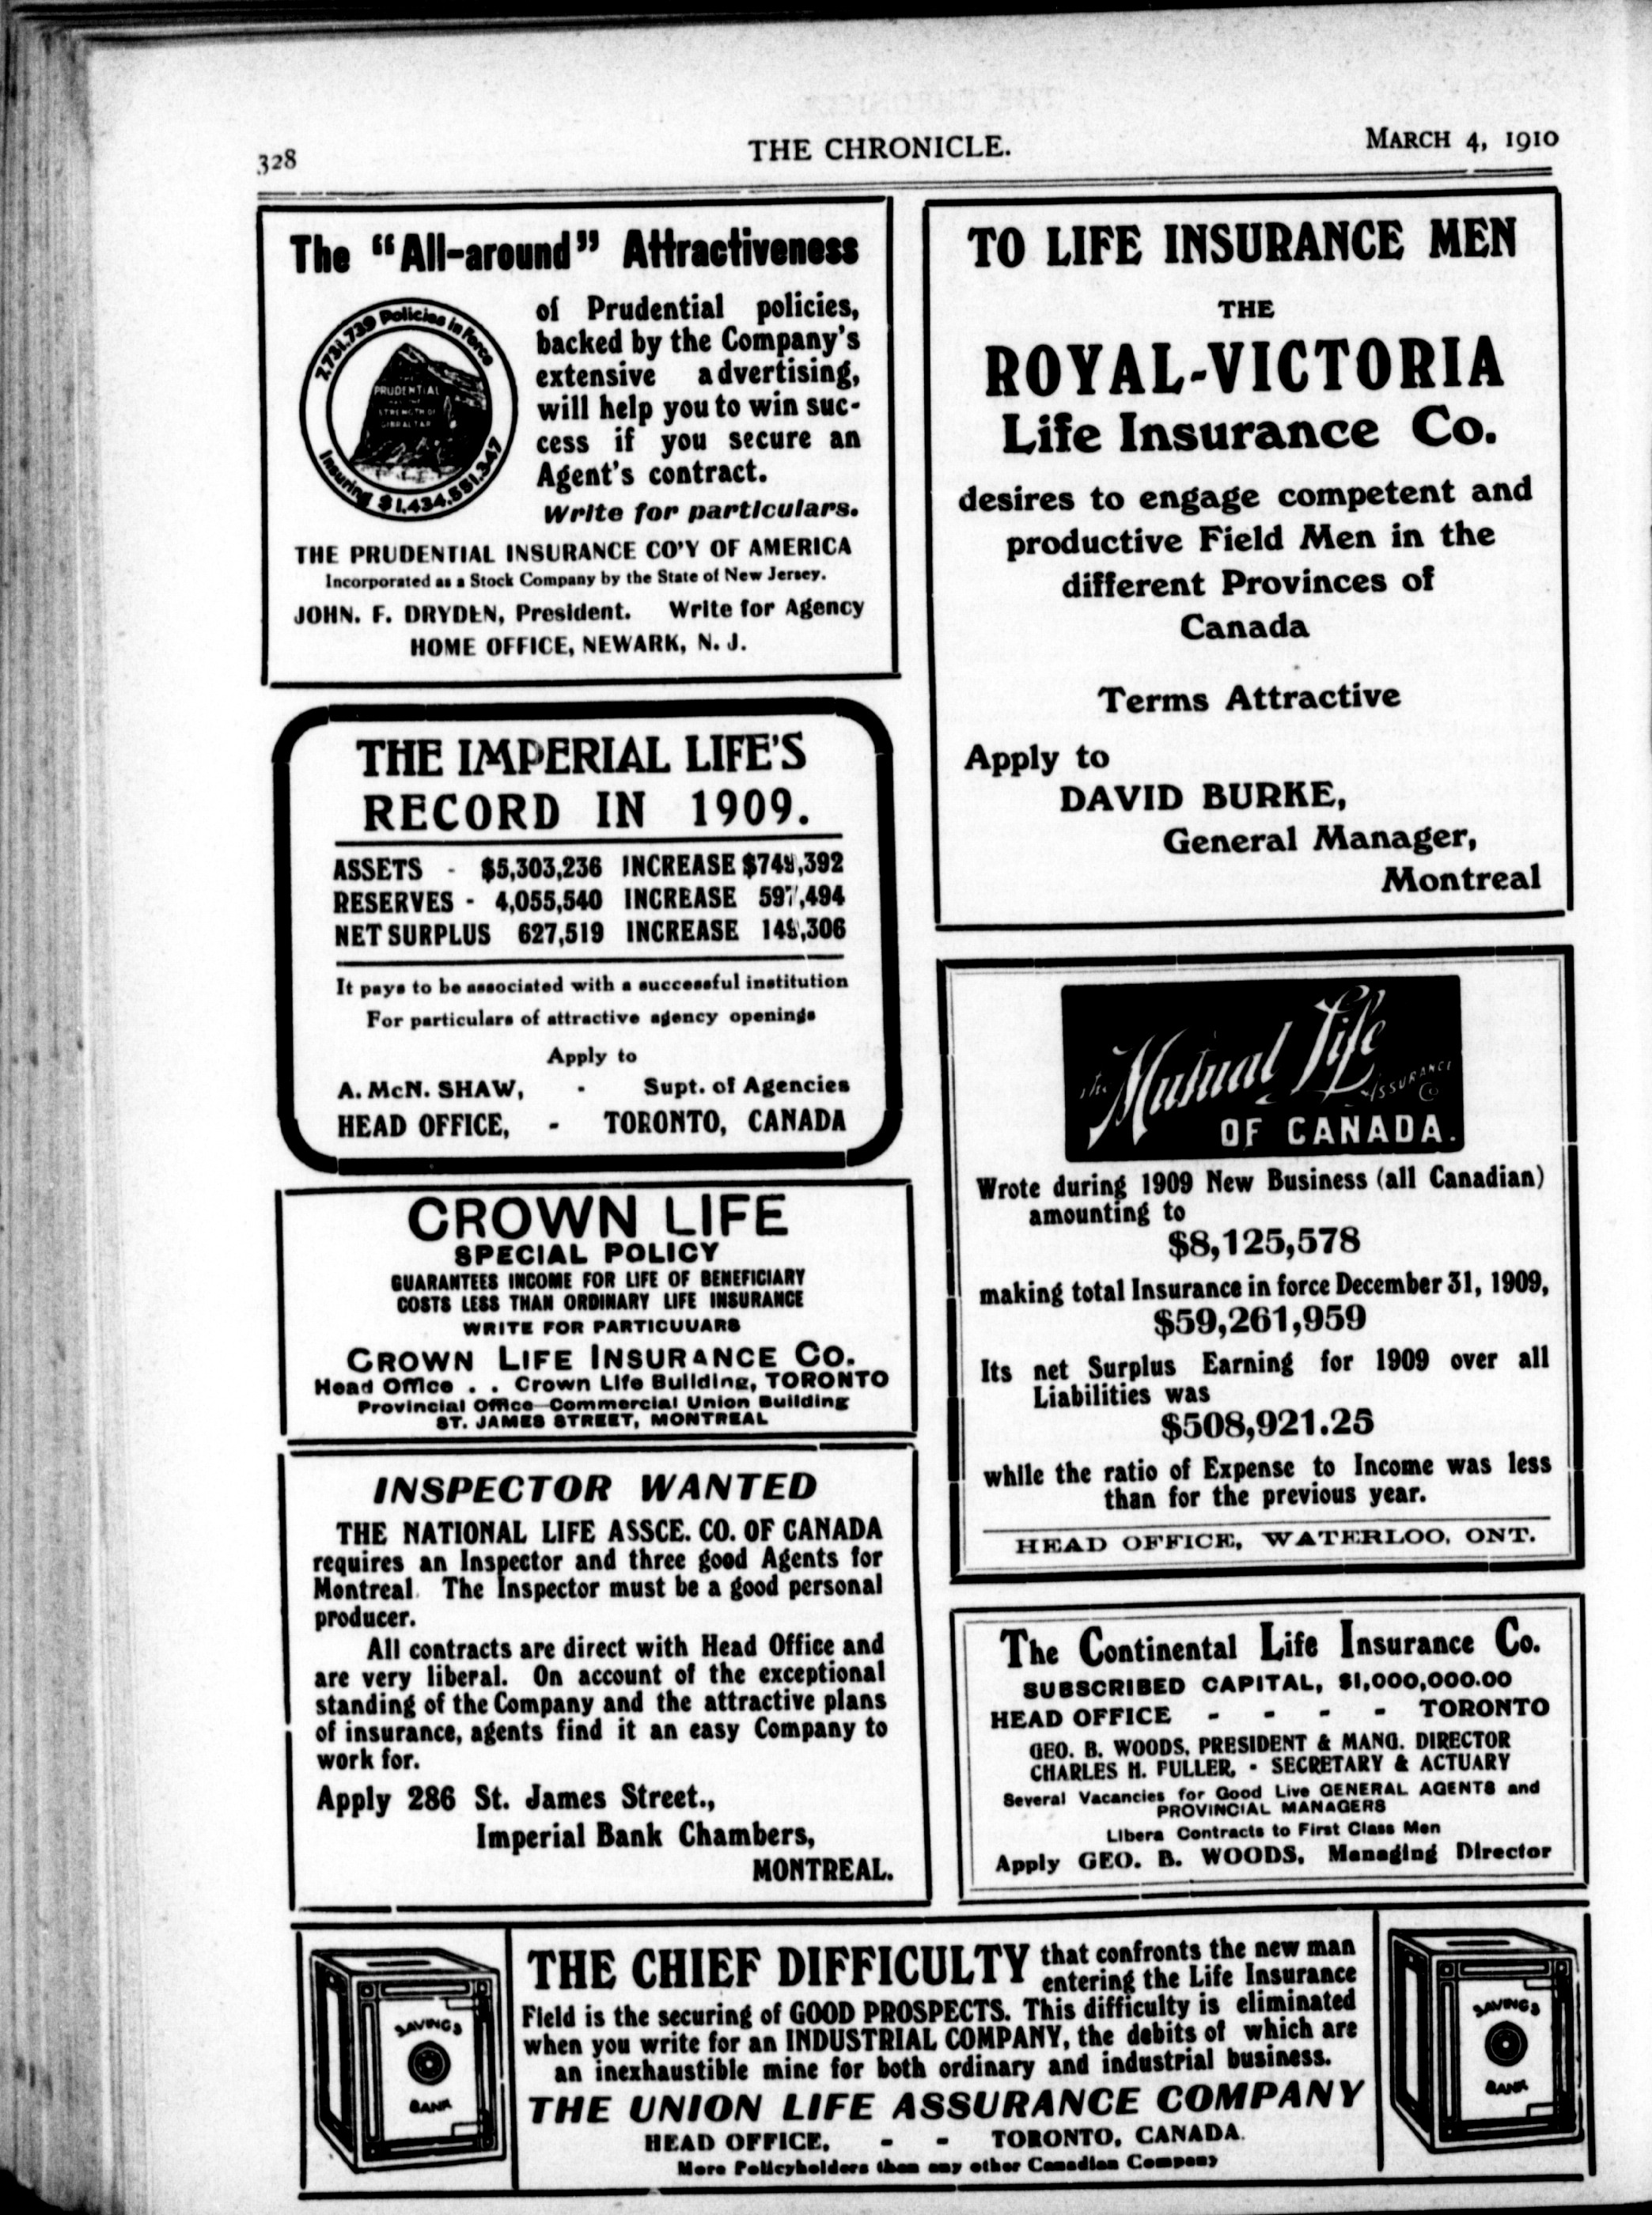 328
THE CHRONICLE.
MARCH 4, 1910
The "All-around" Attractiveness
7,731,739 Policies in Force
Insuring $1,434,551,347
PRUDENTIAL
STRENGTH OF
GIBRALTAR
of Prudential policies,
backed by the Company's
extensive advertising,
will help you to win suc-
cess if you secure an
Agent's contract.
Write for particulars.
THE PRUDENTIAL INSURANCE CO'Y OF AMERICA
Incorporated as a Stock Company by the State of New Jersey.
JOHN. F. DRYDEN, President. Write for Agency
HOME OFFICE, NEWARK, N. J.
THE IMPERIAL LIFE'S
RECORD IN 1909.
ASSETS - $5,303,236 INCREASE
RESERVES - 4,055,540 INCREASE 597,494
NET SURPLUS 627,519 INCREASE
It pays to be associated with a successful institution
For particulars of attractive agency openings
Apply to
A. McN. SHAW, - Supt. of Agencies
HEAD OFFICE, - TORONTO, CANADA
CROWN LIFE
SPECIAL POLICY
GUARANTEES INCOME FOR LIFE OF BENEFICIARY
COSTS LESS THAN ORDINARY LIFE INSURANCE
WRITE FOR PARTICUUARS
CROWN LIFE INSURANCE CO.
Head Office . . Crown Life Building, TORONTO
Provincial Office—Commercial Union Building
ST. JAMES STREET, MONTREAL
INSPECTOR WANTED
THE NATIONAL LIFE ASSCE. CO. OF CANADA
requires an Inspector and three good Agents for
Montreal. The Inspector must be a good personal
producer.
All contracts are direct with Head Office and
are very liberal. On account of the exceptional
standing of the Company and the attractive plans
of insurance, agents find it an easy Company to
work for.
Apply 286 St. James Street.,
Imperial Bank Chambers,
MONTREAL.
TO LIFE INSURANCE MEN
THE
ROYAL-VICTORIA
Life Insurance Co.
desires to engage competent and
productive Field Men in the
different Provinces of
Canada
Terms Attractive
Apply to
DAVID BURKE,
General Manager,
Montreal
The Mutual Life
ASSURANCE
Co
OF CANADA.
Wrote during 1909 New Business (all Canadian)
amounting to
$8,125,578
making total Insurance in force December 31, 1909,
$59,261,959
Its net Surplus Earning for 1909 over all
Liabilities was
$508,921.25
while the ratio of Expense to Income was less
than for the previous year.
HEAD OFFICE, WATERLOO, ONT.
The Continental Life Insurance Co.
SUBSCRIBED CAPITAL, $1,000,000.00
HEAD OFFICE - - - - TORONTO
GEO. B. WOODS, PRESIDENT & MANG. DIRECTOR
CHARLES H. FULLER, - SECRETARY & ACTUARY
Several Vacancies for Good Live GENERAL AGENTS and
PROVINCIAL MANAGERS
Libera Contracts to First Class Men
Apply GEO. B. WOODS, Managing Director
SAVINGS
BANK
THE CHIEF DIFFICULTY that confronts the new man
entering the Life Insurance
Field is the securing of GOOD PROSPECTS. This difficulty is eliminated
when you write for an INDUSTRIAL COMPANY, the debits of which are
an inexhaustible mine for both ordinary and industrial business.
THE UNION LIFE ASSURANCE COMPANY
HEAD OFFICE, - - TORONTO, CANADA.
More Policyholders than any other Canadian Company
SAVINGS
BANK